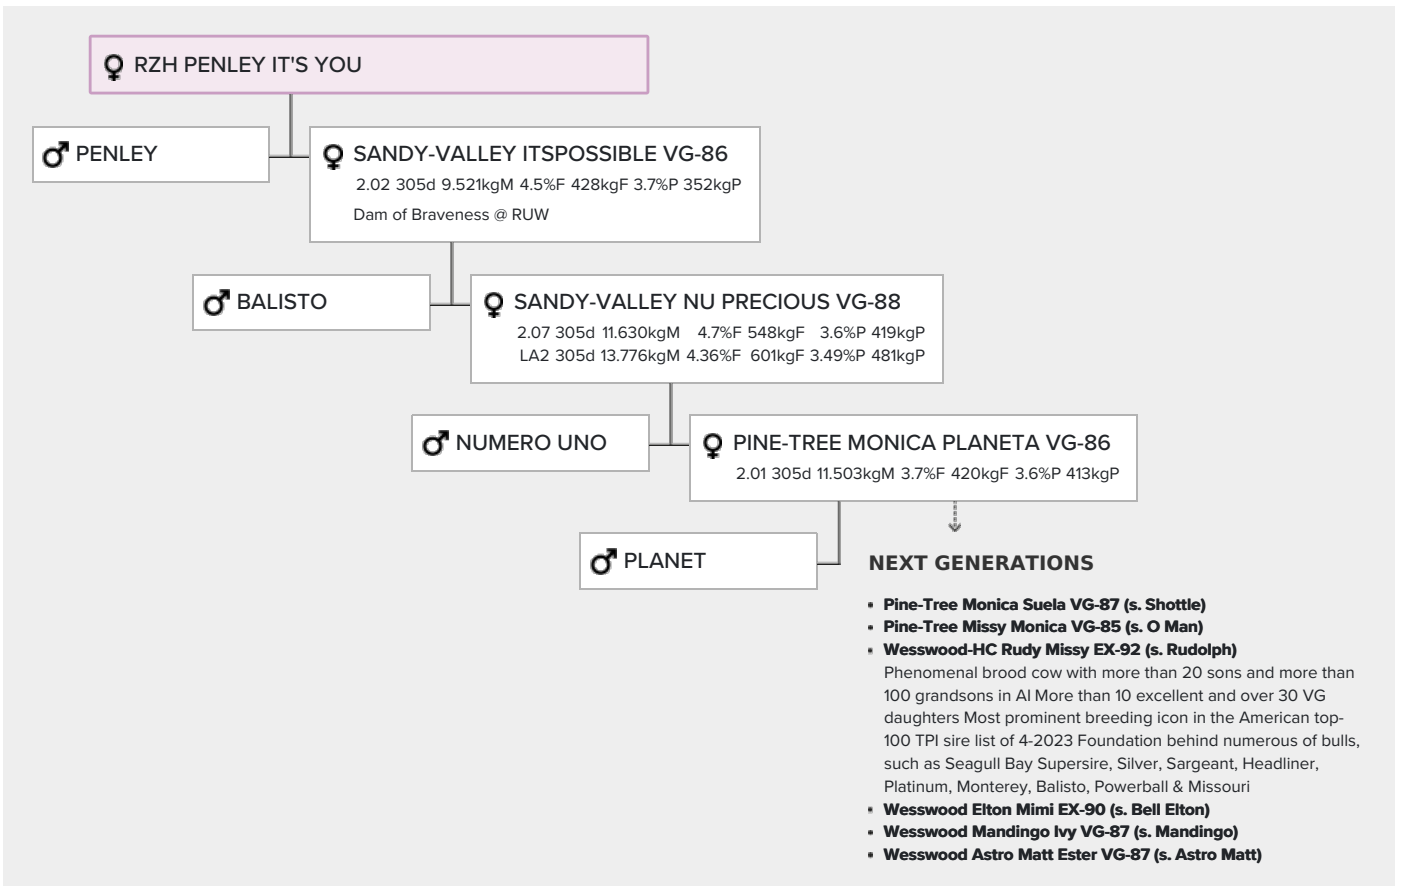 RZH PENLEY IT'S YOU
PENLEY
SANDY-VALLEY ITSPOSSIBLE VG-86
2.02 305d 9.521kgM 4.5%F 428kgF 3.7%P 352kgP
Dam of Braveness @ RUW
BALISTO
SANDY-VALLEY NU PRECIOUS VG-88
2.07 305d 11.630kgM 4.7%F 548kgF 3.6%P 419kgP
LA2 305d 13.776kgM 4.36%F 601kgF 3.49%P 481kgP
NUMERO UNO
PINE-TREE MONICA PLANETA VG-86
2.01 305d 11.503kgM 3.7%F 420kgF 3.6%P 413kgP
PLANET
NEXT GENERATIONS
Pine-Tree Monica Suela VG-87 (s. Shottle)
Pine-Tree Missy Monica VG-85 (s. O Man)
Wesswood-HC Rudy Missy EX-92 (s. Rudolph)
Phenomenal brood cow with more than 20 sons and more than
100 grandsons in AI More than 10 excellent and over 30 VG
daughters Most prominent breeding icon in the American top-
100 TPI sire list of 4-2023 Foundation behind numerous of bulls,
such as Seagull Bay Supersire, Silver, Sargeant, Headliner,
Platinum, Monterey, Balisto, Powerball & Missouri
Wesswood Elton Mimi EX-90 (s. Bell Elton)
Wesswood Mandingo Ivy VG-87 (s. Mandingo)
Wesswood Astro Matt Ester VG-87 (s. Astro Matt)